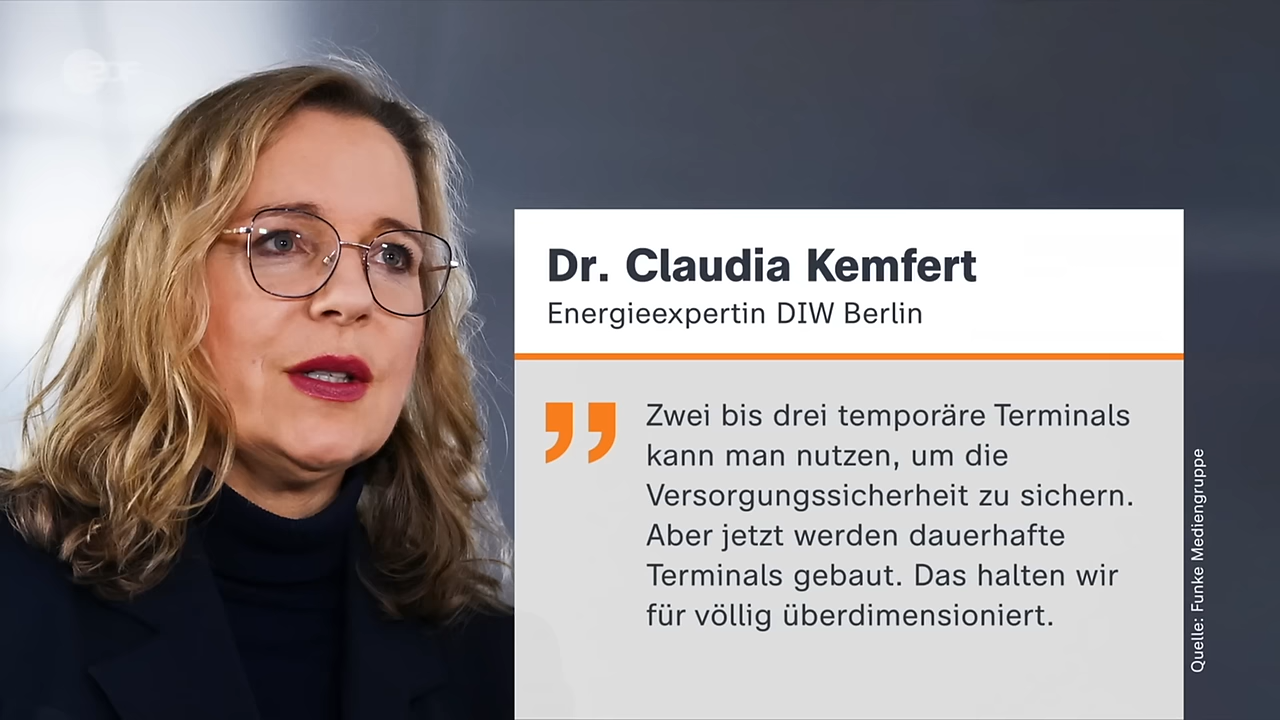 ZDF
Dr. Claudia Kemfert
Energieexpertin DIW Berlin
Zwei bis drei temporäre Terminals
kann man nutzen, um die
Versorgungssicherheit zu sichern.
Aber jetzt werden dauerhafte
Terminals gebaut. Das halten wir
für völlig überdimensioniert.
Quelle: Funke Mediengruppe